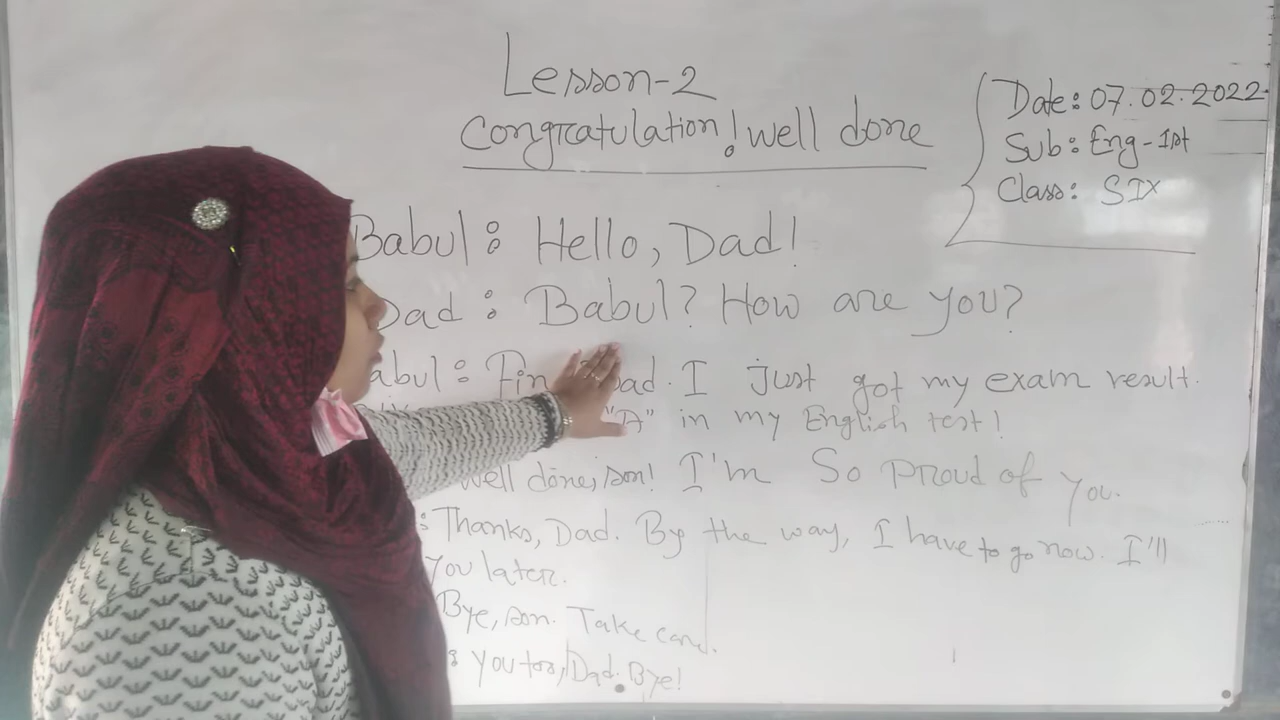 Lesson-2
Congratulation! well done
Date: 07.02.2022
Sub: Eng-1pt
Class: SIX
Babul: Hello, Dad!
Dad: Babul? How are you?
abul: Fin Dad. I just got my exam result.
"A" in my English test!
well done, son! I'm So proud of you.
: Thanks, Dad. By the way, I have to go now. I'll
you later.
Bye, son. Take care.
: you too, Dad. Bye!